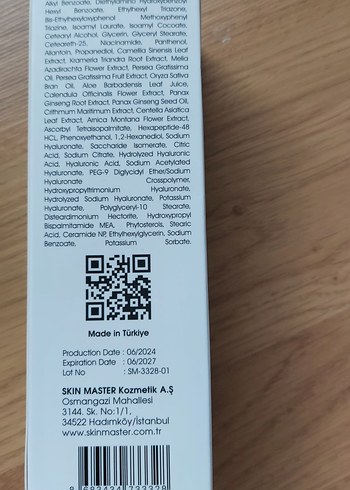 Alkyl Benzoate, Diethylamino Hydroxybenzoyl
Hexyl Benzoate, Ethylhexyl Triazone,
Bis-Ethylhexyloxyphenol Methoxyphenyl
Triazine, Isoamyl Laurate, Isoamyl Cocoate,
Cetearyl Alcohol, Glycerin, Glyceryl Stearate,
Ceteareth-25, Niacinamide, Panthenol,
Allantoin, Propanediol, Camellia Sinensis Leaf
Extract, Krameria Triandra Root Extract, Melia
Azadirachta Flower Extract, Persea Gratissima
Oil, Persea Gratissima Fruit Extract, Oryza Sativa
Bran Oil, Aloe Barbadensis Leaf Juice,
Calendula Officinalis Flower Extract, Panax
Ginseng Root Extract, Panax Ginseng Seed Oil,
Crithmum Maritimum Extract, Centella Asiatica
Leaf Extract, Arnica Montana Flower Extract,
Ascorbyl Tetraisopalmitate, Hexapeptide-48
HCL, Phenoxyethanol, 1,2-Hexanediol, Sodium
Hyaluronate, Saccharide Isomerate, Citric
Acid, Sodium Citrate, Hydrolyzed Hyaluronic
Acid, Hyaluronic Acid, Sodium Acetylated
Hyaluronate, PEG-9 Diglycidyl Ether/Sodium
Hyaluronate Crosspolymer,
Hydroxypropyltrimonium Hyaluronate,
Hydrolyzed Sodium Hyaluronate, Potassium
Hyaluronate, Polyglyceryl-10 Stearate,
Disteardimonium Hectorite, Hydroxypropyl
Bispalmitamide MEA, Phytosterols, Stearic
Acid, Ceramide NP, Ethylhexylglycerin, Sodium
Benzoate, Potassium Sorbate.
Made in Türkiye
Production Date : 06/2024
Expiration Date : 06/2027
Lot No : SM-3328-01
SKIN MASTER Kozmetik A.Ş
Osmangazi Mahallesi
3144. Sk. No:1/1,
34522 Hadımköy/İstanbul
www.skinmaster.com.tr